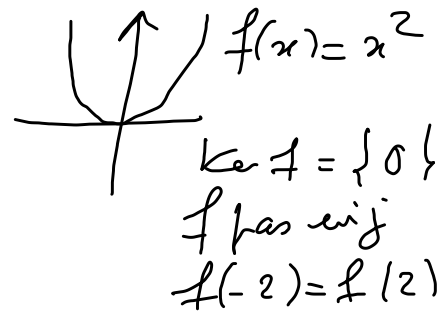 f(x) = x²
Ker f = {0}
f pas inj
f(-2) = f(2)